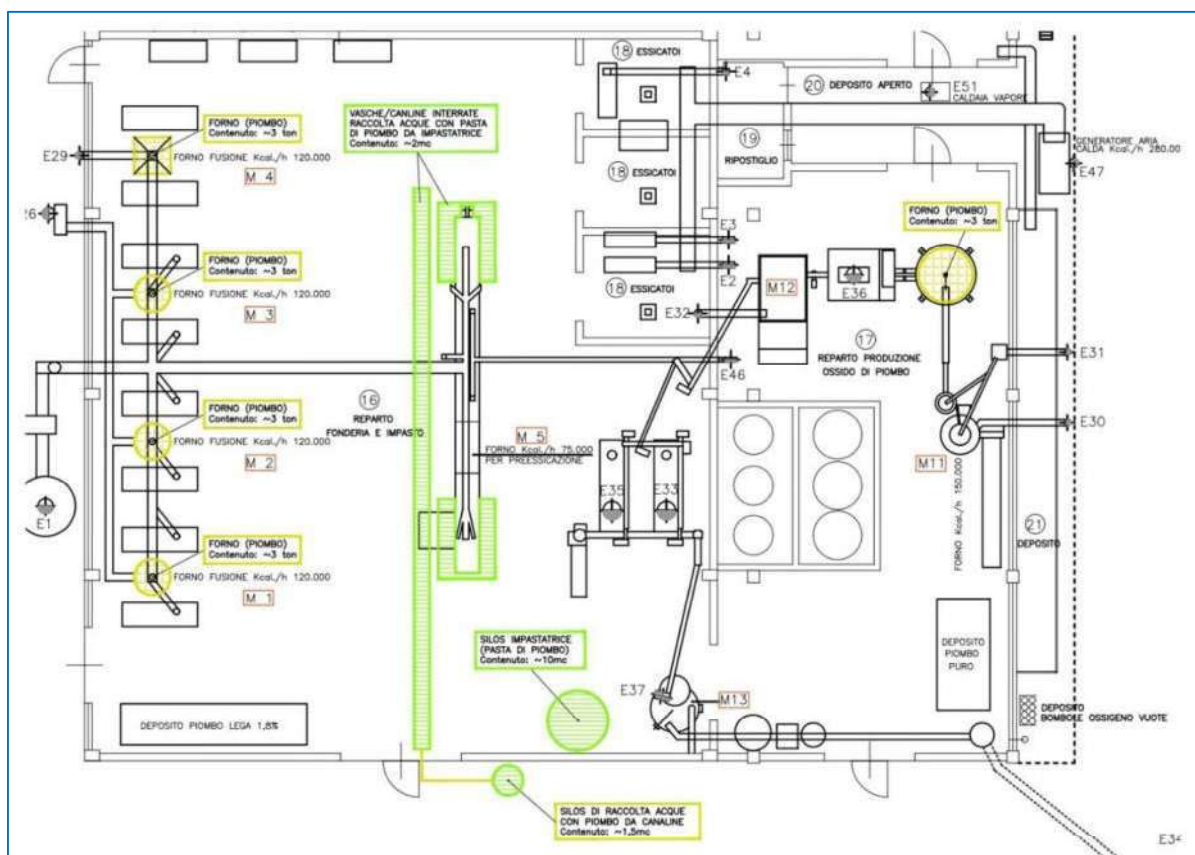 18 ESSICATOI
E4
20 DEPOSITO APERTO
E51
CALDAIA VAPORE
VASCHE/CANLINE INTERRATE
RACCOLTA ACQUE CON PASTA
DI PIOMBO DA IMPASTATRICE
Contenuto: ~2mc
FORNO (PIOMBO)
Contenuto: ~3 ton
E29
FORNO FUSIONE Kcal./h 120.000
M 4
19
RIPOSTIGLIO
GENERATORE ARIA
CALDA Kcal./h 280.00
E47
18
ESSICATOI
FORNO (PIOMBO)
Contenuto: ~3 ton
E3
E2
FORNO (PIOMBO)
Contenuto: ~3 ton
FORNO FUSIONE Kcal./h 120.000
M 3
18
ESSICATOI
M12
E36
E32
17
REPARTO PRODUZIONE
OSSIDO DI PIOMBO
E31
E46
FORNO (PIOMBO)
Contenuto: ~3 ton
FORNO FUSIONE Kcal./h 120.000
M 2
16
REPARTO
FONDERIA E IMPASTO
M 5
FORNO Kcal./h 75.000
PER PREESSICAZIONE
E30
M11
FORNO Kcal./h 150.000
E1
E35
E33
21
DEPOSITO
FORNO (PIOMBO)
Contenuto: ~3 ton
FORNO FUSIONE Kcal./h 120.000
M 1
SILOS IMPASTATRICE
(PASTA DI PIOMBO)
Contenuto: ~10mc
DEPOSITO
PIOMBO
PURO
E37
M13
DEPOSITO
BOMBOLE OSSIGENO VUOTE
DEPOSITO PIOMBO LEGA 1,8%
SILOS DI RACCOLTA ACQUE
CON PIOMBO DA CANALINE
Contenuto: ~1.5mc